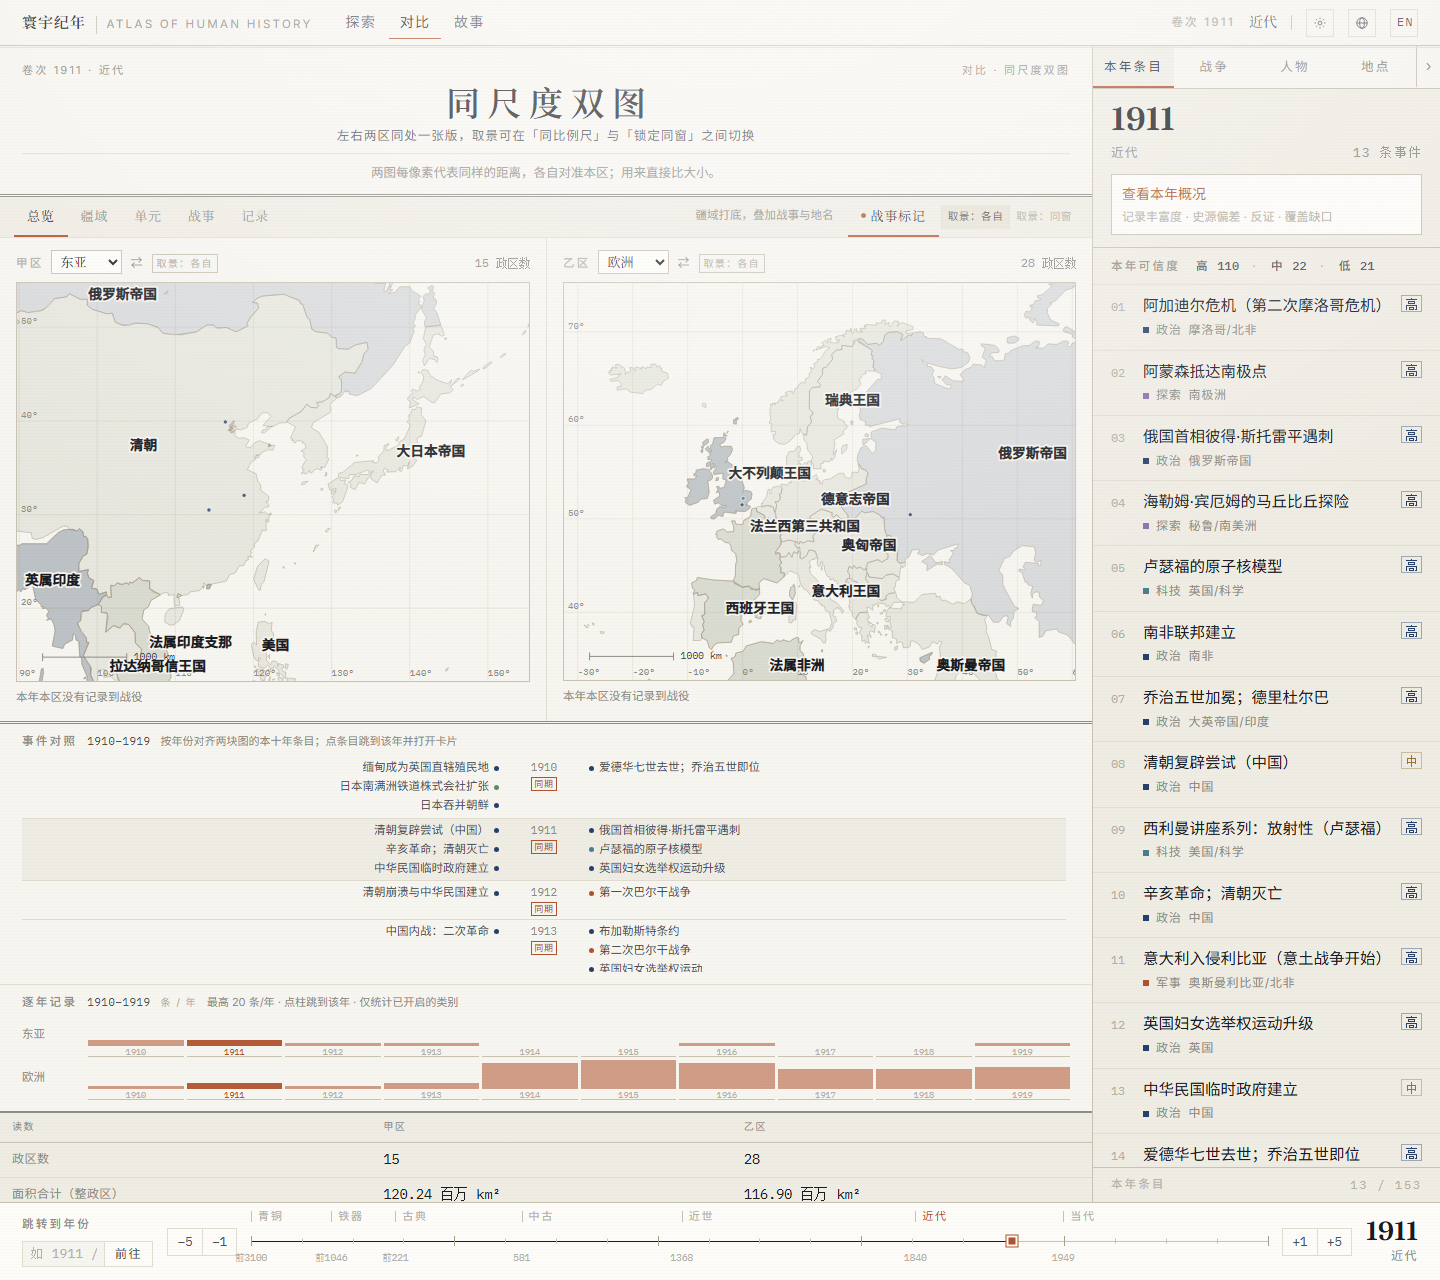 寰宇纪年 ATLAS OF HUMAN HISTORY 探索 对比 故事 卷次 1911 近代 EN
卷次 1911 · 近代 对比 · 同尺度双图
同尺度双图
左右两区同处一张版，取景可在「同比例尺」与「锁定同窗」之间切换
两图每像素代表同样的距离，各自对准本区；用来直接比大小。
总览 疆域 单元 战事 记录 疆域打底，叠加战事与地名 战事标记 取景：各自 取景：同窗
甲区 东亚 ⇄ 取景：各自 15 政区数
俄罗斯帝国
50°
40°
清朝
大日本帝国
30°
英属印度
20°
法属印度支那 美国
1000 km
拉达纳哥信王国
90° 120° 130° 140° 150°
本年本区没有记录到战役
乙区 欧洲 ⇄ 取景：各自 28 政区数
70°
瑞典王国
60°
俄罗斯帝国
大不列颠王国
德意志帝国
50°
法兰西第三共和国
奥匈帝国
意大利王国
40°
西班牙王国
1000 km
法属非洲 奥斯曼帝国
-30° -20° -10° 0° 20° 30° 50°
本年本区没有记录到战役
事件对照 1910–1919 按年份对齐两块图的本十年条目；点条目跳到该年并打开卡片
缅甸成为英国直辖殖民地 1910 爱德华七世去世；乔治五世即位
日本南满洲铁道株式会社扩张 同期
日本吞并朝鲜
清朝复辟尝试（中国） 1911 俄国首相彼得·斯托雷平遇刺
辛亥革命；清朝灭亡 同期 卢瑟福的原子核模型
中华民国临时政府建立 英国妇女选举权运动升级
清朝崩溃与中华民国建立 1912 第一次巴尔干战争
同期
中国内战：二次革命 1913 布加勒斯特条约
同期 第二次巴尔干战争
英国妇女选举权运动
逐年记录 1910–1919 条 / 年 最高 20 条/年 · 点柱跳到该年 · 仅统计已开启的类别
东亚
1910 1911 1912 1913 1914 1915 1916 1917 1918 1919
欧洲
1910 1911 1912 1913 1914 1915 1916 1917 1918 1919
读数 甲区 乙区
政区数 15 28
面积合计（整政区） 120.24 百万 km² 116.90 百万 km²
本年条目 战争 人物 地点 ›
1911
近代 13 条事件
查看本年概况
记录丰富度 · 史源偏差 · 反证 · 覆盖缺口
本年可信度 高 110 · 中 22 · 低 21
01 阿加迪尔危机（第二次摩洛哥危机） 高
政治 摩洛哥/北非
02 阿蒙森抵达南极点 高
探索 南极洲
03 俄国首相彼得·斯托雷平遇刺 高
政治 俄罗斯帝国
04 海勒姆·宾厄姆的马丘比丘探险 高
探索 秘鲁/南美洲
05 卢瑟福的原子核模型 高
科技 英国/科学
06 南非联邦建立 高
政治 南非
07 乔治五世加冕；德里杜尔巴 高
政治 大英帝国/印度
08 清朝复辟尝试（中国） 中
政治 中国
09 西利曼讲座系列：放射性（卢瑟福） 高
科技 美国/科学
10 辛亥革命；清朝灭亡 高
政治 中国
11 意大利入侵利比亚（意土战争开始） 高
军事 奥斯曼利比亚/北非
12 英国妇女选举权运动升级 高
政治 英国
13 中华民国临时政府建立 中
政治 中国
14 爱德华七世去世；乔治五世即位 高
本年条目 13 / 153
跳转到年份
如 1911 / 前往
−5 −1
青铜 铁器 古典 中古 近世 近代 当代
前3100 前1046 前221 581 1368 1840 1949
+1 +5
1911
近代